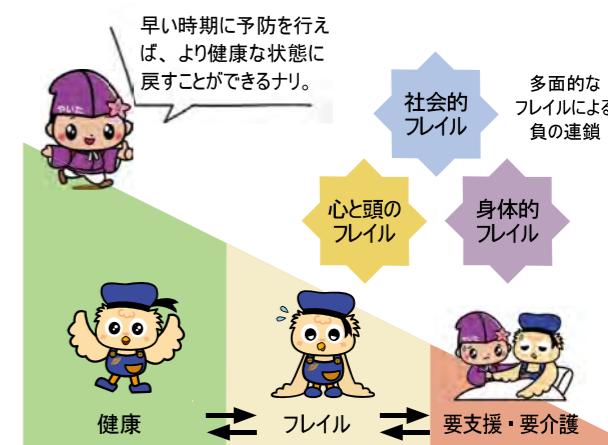 早い時期に予防を行え
ば、より健康な状態に
戻すことができるナリ。
やいた
社会的
フレイル
多面的な
フレイルによる
負の連鎖
心と頭の
フレイル
身体的
フレイル
健康
フレイル
要支援・要介護